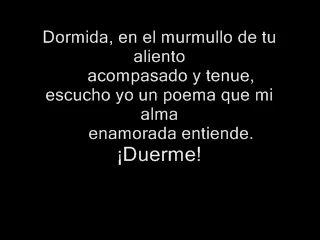 Dormida, en el murmullo de tu
aliento
acompasado y tenue,
escucho yo un poema que mi
alma
enamorada entiende.
¡Duerme!